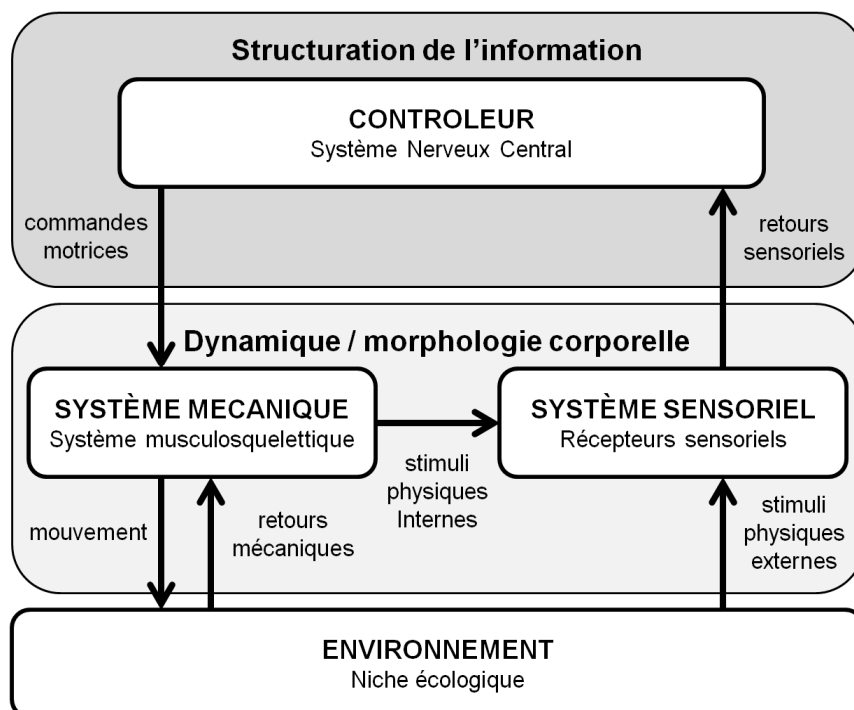 Structuration de l’information
CONTROLEUR
Système Nerveux Central
commandes
motrices
retours
sensoriels
Dynamique / morphologie corporelle
SYSTÈME MECANIQUE
Système musculosquelettique
SYSTÈME SENSORIEL
Récepteurs sensoriels
stimuli
physiques
Internes
mouvement
retours
mécaniques
stimuli
physiques
externes
ENVIRONNEMENT
Niche écologique